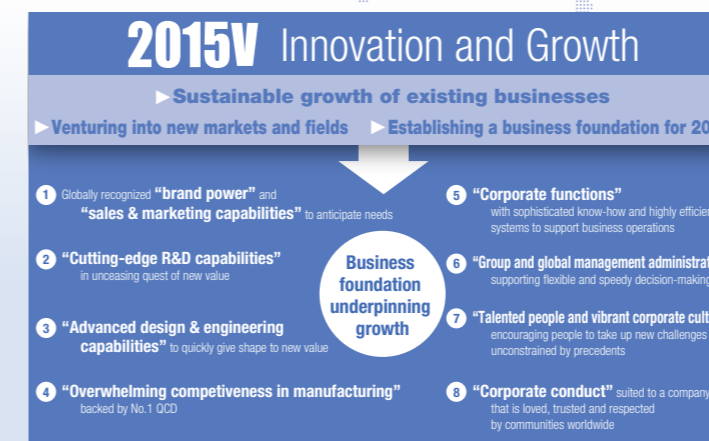 2015V Innovation and Growth
▶Sustainable growth of existing businesses
▶Venturing into new markets and fields ▶Establishing a business foundation for
1 Globally recognized “brand power” and
“sales & marketing capabilities” to anticipate needs
2 “Cutting-edge R&D capabilities”
in unceasing quest of new value
3 “Advanced design & engineering
capabilities” to quickly give shape to new value
4 “Overwhelming competiveness in manufacturing”
backed by No.1 QCD
Business
foundation
underpinning
growth
5 “Corporate functions”
with sophisticated know-how and highly
systems to support business operations
6 “Group and global management
supporting flexible and speedy decision-making
7 “Talented people and vibrant corporate
encouraging people to take up new challenges
unconstrained by precedents
8 “Corporate conduct” suited to a company
that is loved, trusted and respected
by communities worldwide